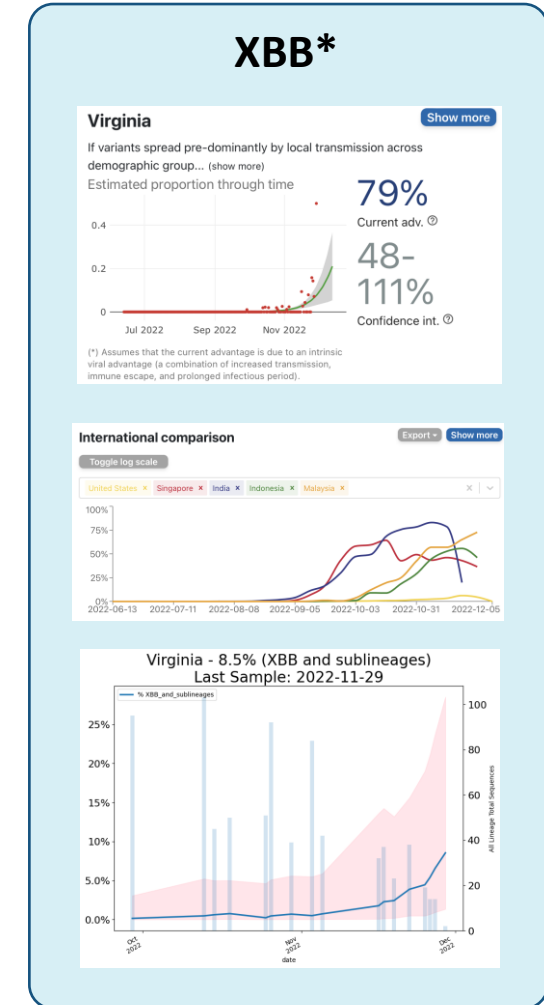 XBB*
Virginia
Show more
If variants spread pre-dominantly by local transmission across
demographic group... (show more)
Estimated proportion through time
79%
Current adv. ?
48-
111%
Confidence int. ?
0.4
0.2
0
Jul 2022 Sep 2022 Nov 2022
(*) Assumes that the current advantage is due to an intrinsic
viral advantage (a combination of increased transmission,
immune escape, and prolonged infectious period).
International comparison
Export
Show more
Toggle log scale
United States × Singapore × India × Indonesia × Malaysia ×
100%
75%
50%
25%
0%
2022-06-13 2022-07-11 2022-08-08 2022-09-05 2022-10-03 2022-10-31 2022-12-05
Virginia - 8.5% (XBB and sublineages)
Last Sample: 2022-11-29
% XBB_and_sublineages
25%
20%
15%
10%
5.0%
0.0%
100
80
60
40
20
0
All Lineage Total Sequences
Oct
2022
Nov
2022
Dec
2022
date